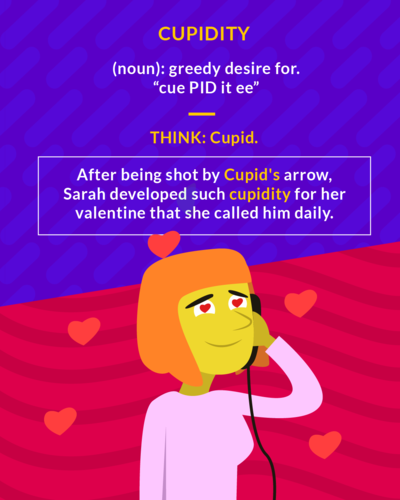 CUPIDITY
(noun): greedy desire for.
“cue PID it ee”
THINK: Cupid.
After being shot by Cupid's arrow,
Sarah developed such cupidity for her
valentine that she called him daily.